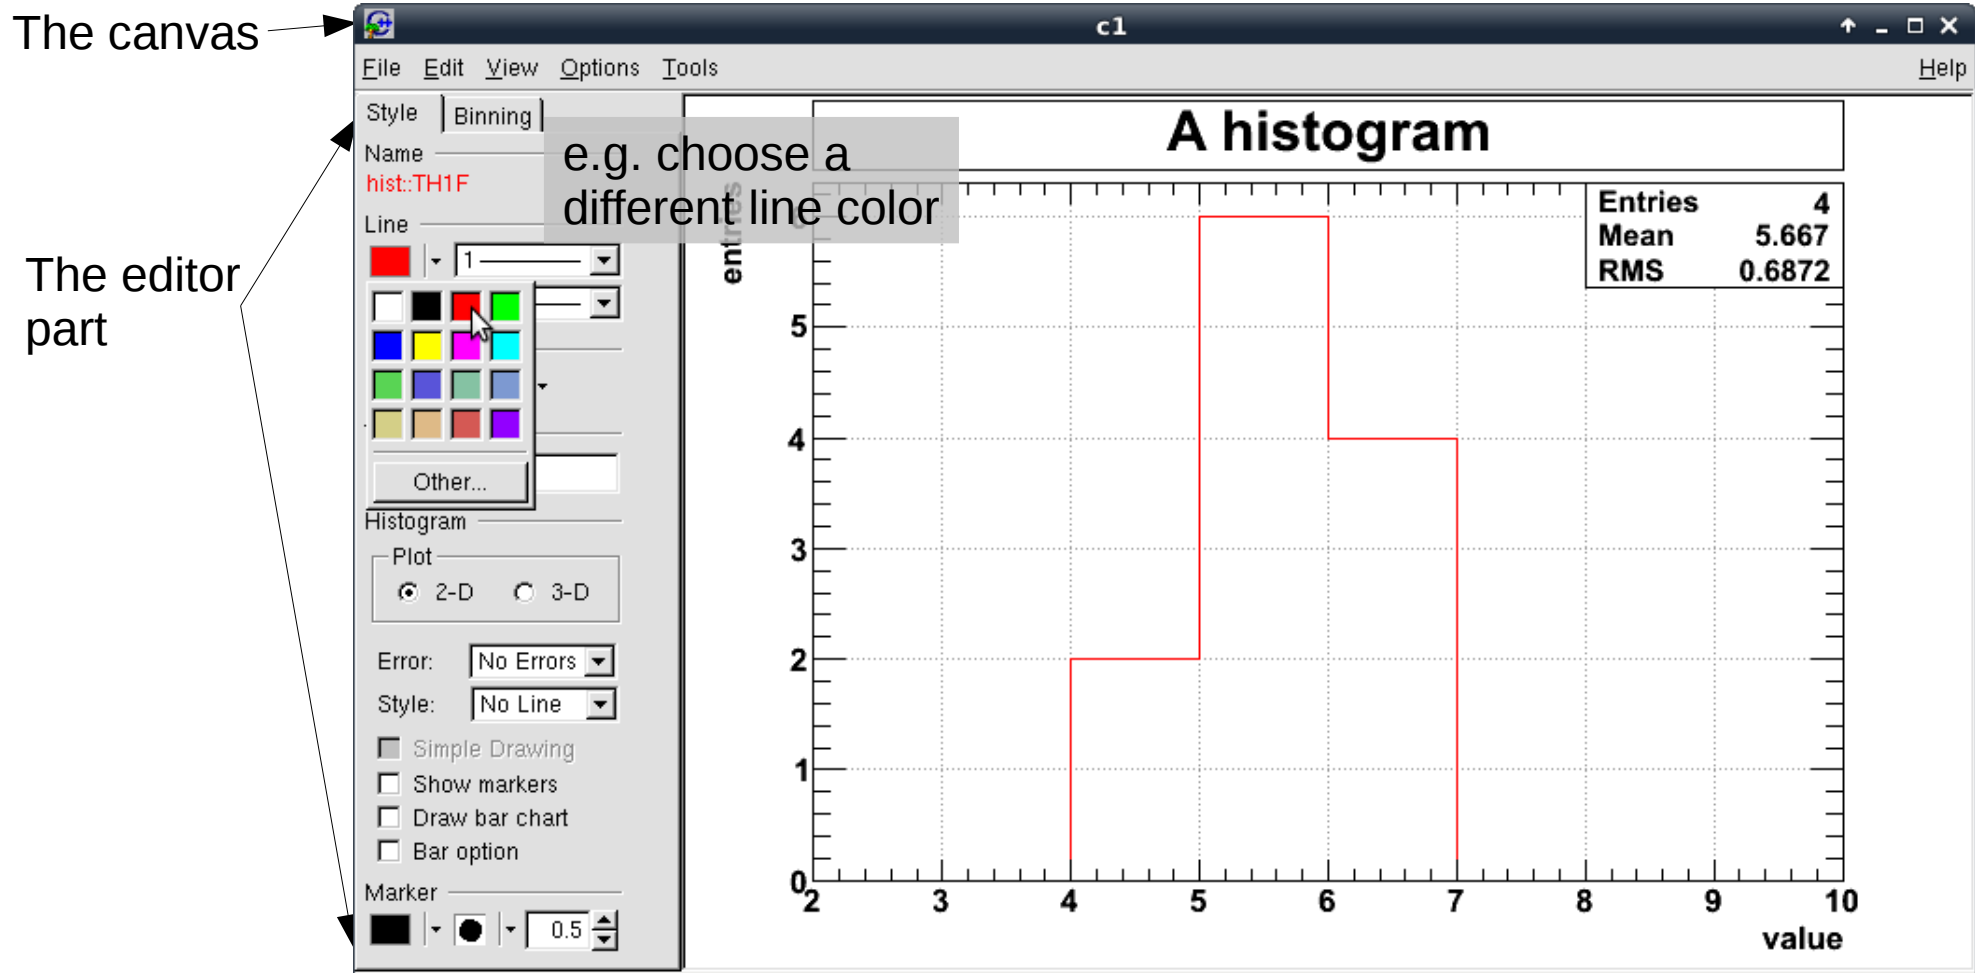 The canvas
c1
File Edit View Options Tools Help
Style Binning
Name
hist::TH1F
e.g. choose a
different line color
Line
1
The editor
part
Other...
Histogram
Plot
2-D 3-D
Error: No Errors
Style: No Line
Simple Drawing
Show markers
Draw bar chart
Bar option
Marker
0.5
A histogram
entries
Entries 4
Mean 5.667
RMS 0.6872
6
5
4
3
2
1
0
2 3 4 5 6 7 8 9 10
value